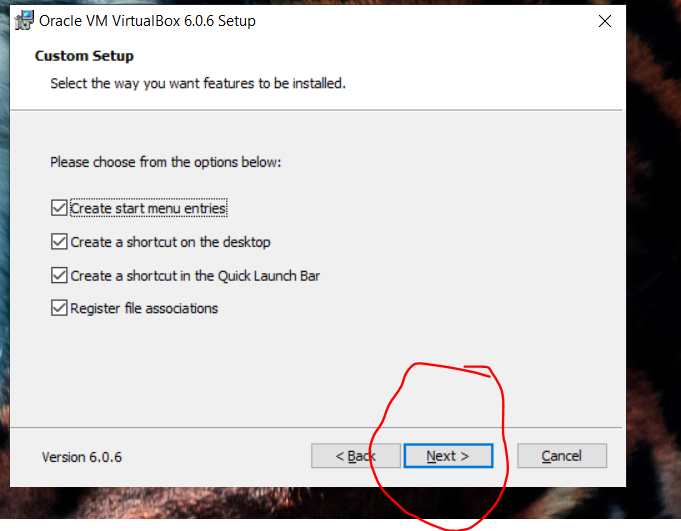 Oracle VM VirtualBox 6.0.6 Setup
Custom Setup
Select the way you want features to be installed.
Please choose from the options below:
Create start menu entries
Create a shortcut on the desktop
Create a shortcut in the Quick Launch Bar
Register file associations
Version 6.0.6
< Back
Next >
Cancel